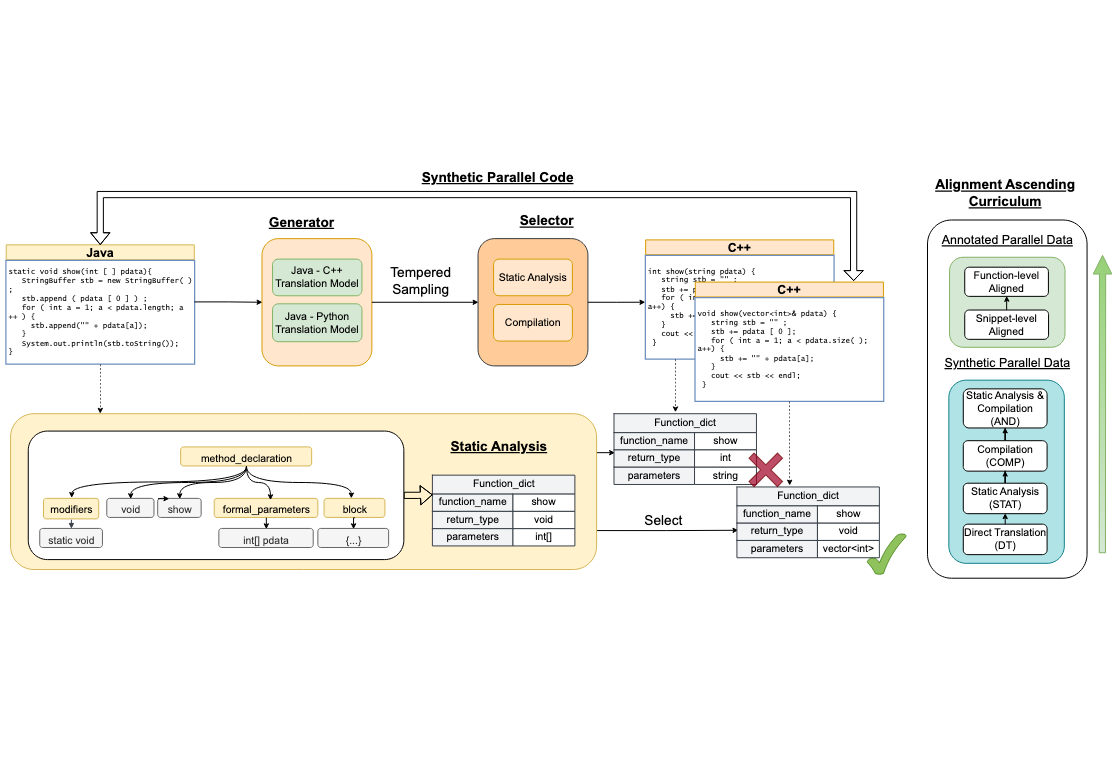 Synthetic Parallel Code
Java
static void show(int [ ] pdata){
StringBuffer stb = new StringBuffer( )
;
stb.append ( pdata [ 0 ] ) ;
for ( int a = 1; a < pdata.length; a
++ ) {
stb.append("" + pdata[a]);
}
System.out.println(stb.toString());
}
Generator
Java - C++
Translation Model
Java - Python
Translation Model
Tempered
Sampling
Selector
Static Analysis
Compilation
C++
int show(string pdata) {
string stb = "" ;
stb += p
for ( in
a++) {
stb +=
}
cout <<
}
C++
void show(vector<int>& pdata) {
string stb = "" ;
stb += pdata [ 0 ];
for ( int a = 1; a < pdata.size( );
a++) {
stb += "" + pdata[a];
}
cout << stb << endl;
}
Static Analysis
method_declaration
modifiers
void
show
formal_parameters
block
static void
int[] pdata
{...}
Function_dict
function_name show
return_type void
parameters int[]
Function_dict
function_name show
return_type int
parameters string
Select
Function_dict
function_name show
return_type void
parameters vector<int>
Alignment Ascending
Curriculum
Annotated Parallel Data
Function-level
Aligned
Snippet-level
Aligned
Synthetic Parallel Data
Static Analysis &
Compilation
(AND)
Compilation
(COMP)
Static Analysis
(STAT)
Direct Translation
(DT)